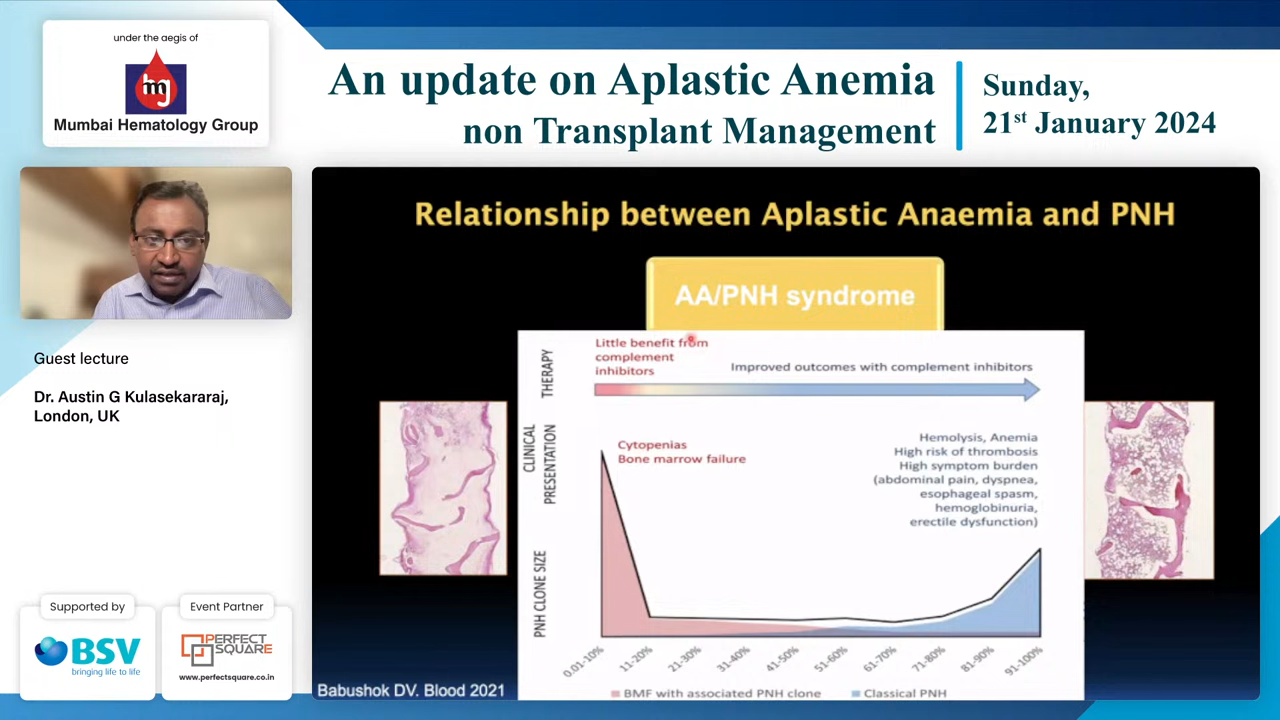 under the aegis of
mg
Mumbai Hematology Group
An update on Aplastic Anemia
non Transplant Management
Sunday,
21st January 2024
Guest lecture
Dr. Austin G Kulasekararaj,
London, UK
Supported by
BSV
bringing life to life
Event Partner
PERFECT
SQUARE
www.perfectsquare.co.in
Relationship between Aplastic Anaemia and PNH
AA/PNH syndrome
THERAPY
Little benefit from
complement
inhibitors
Improved outcomes with complement inhibitors
CLINICAL
PRESENTATION
Cytopenias
Bone marrow failure
Hemolysis, Anemia
High risk of thrombosis
High symptom burden
(abdominal pain, dyspnea,
esophageal spasm,
hemoglobinuria,
erectile dysfunction)
PNH CLONE SIZE
0.01-10%
11-20%
21-30%
31-40%
41-50%
51-60%
61-70%
71-80%
81-90%
91-100%
BMF with associated PNH clone
Classical PNH
Babushok DV. Blood 2021